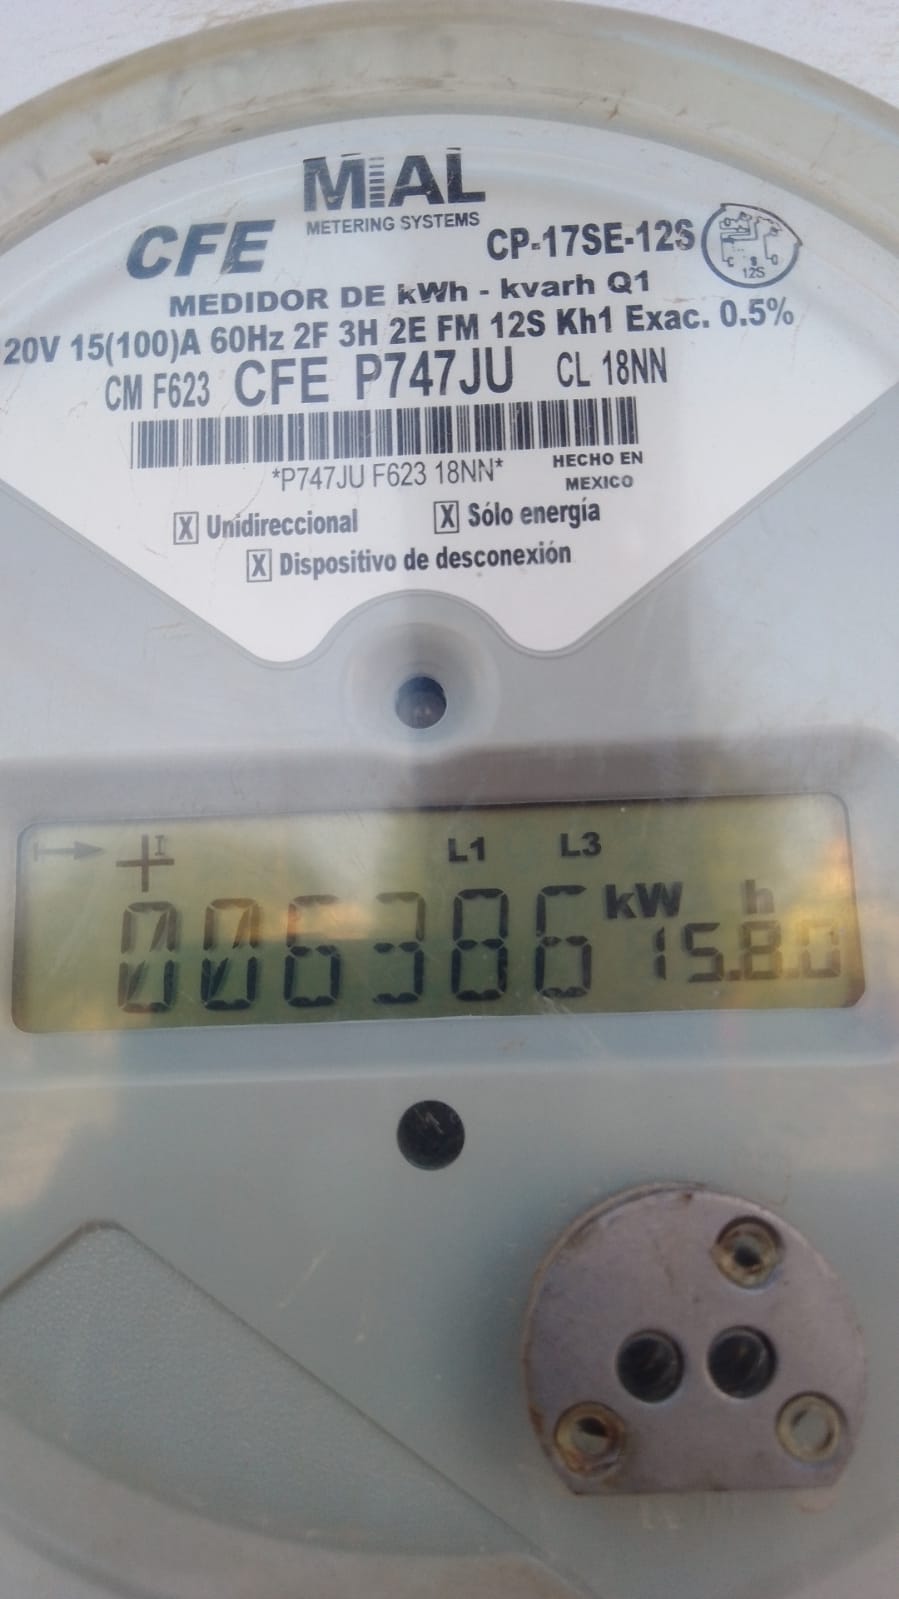 MIAL
METERING SYSTEMS
CFE
CP-17SE-12S
12S
MEDIDOR DE kWh - kvarh Q1
20V 15(100)A 60Hz 2F 3H 2E FM 12S Kh1 Exac. 0.5%
CM F623 CFE P747JU CL 18NN
*P747JU F623 18NN*
HECHO EN
MEXICO
X Unidireccional X Sólo energía
X Dispositivo de desconexión
L1 L3
006386 kW h 15.8.0